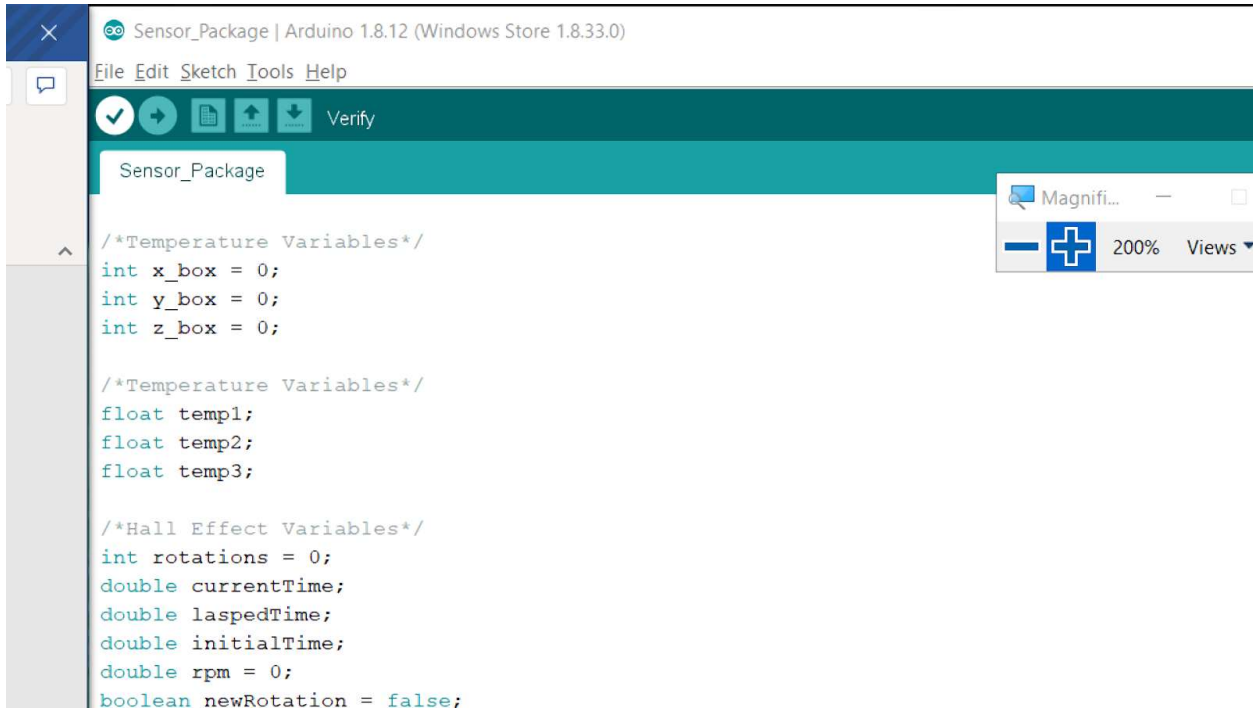 Sensor_Package | Arduino 1.8.12 (Windows Store 1.8.33.0)
File Edit Sketch Tools Help
Verify
Sensor_Package
Magnifi...
200% Views
/*Temperature Variables*/
int x_box = 0;
int y_box = 0;
int z_box = 0;
/*Temperature Variables*/
float temp1;
float temp2;
float temp3;
/*Hall Effect Variables*/
int rotations = 0;
double currentTime;
double laspedTime;
double initialTime;
double rpm = 0;
boolean newRotation = false;